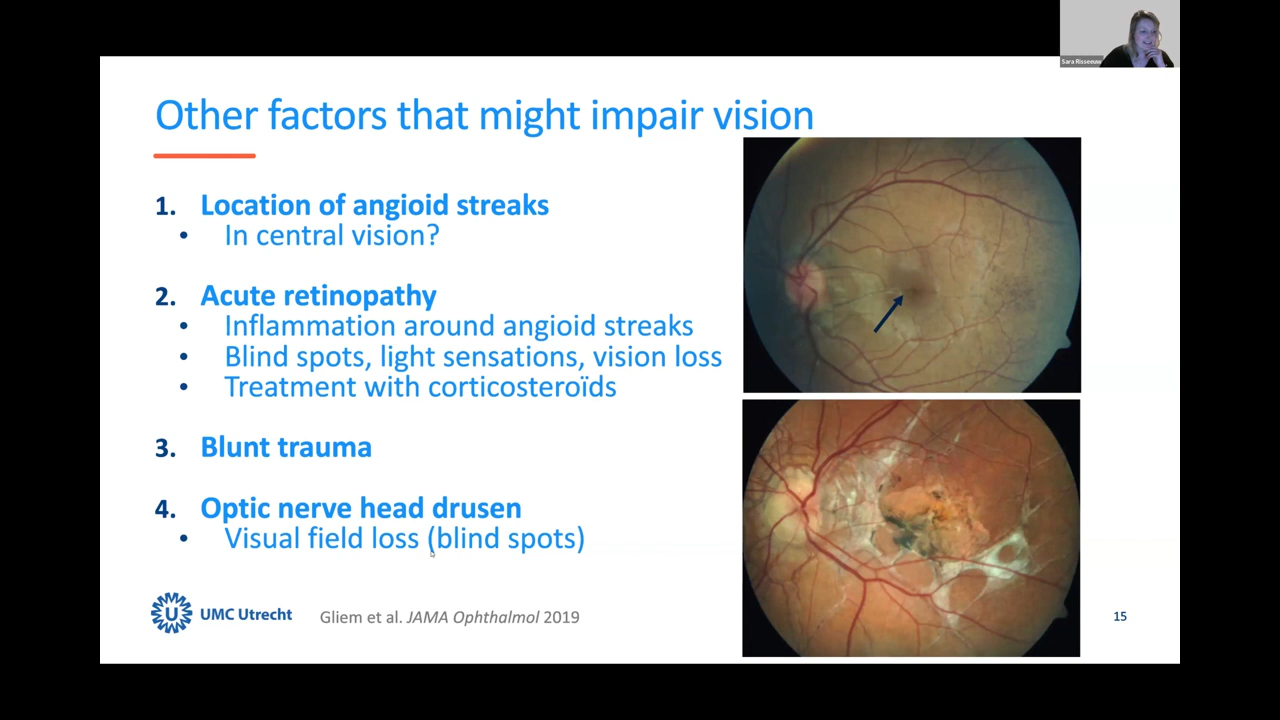 Sara Risseeuw
Other factors that might impair vision
1. Location of angioid streaks
• In central vision?
2. Acute retinopathy
• Inflammation around angioid streaks
• Blind spots, light sensations, vision loss
• Treatment with corticosteroïds
3. Blunt trauma
4. Optic nerve head drusen
• Visual field loss (blind spots)
U UMC Utrecht
Gliem et al. JAMA Ophthalmol 2019
15